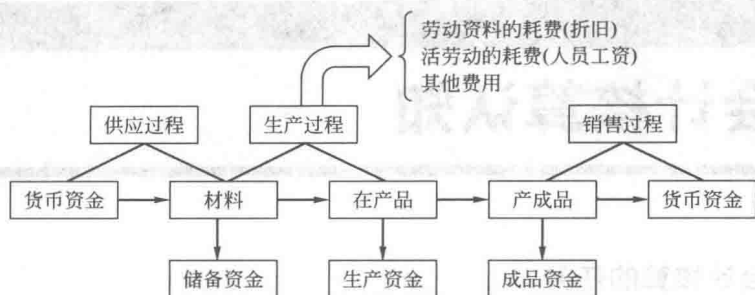 劳动资料的耗费(折旧)
活劳动的耗费(人员工资)
其他费用
供应过程
生产过程
销售过程
货币资金
材料
在产品
产成品
货币资金
储备资金
生产资金
成品资金